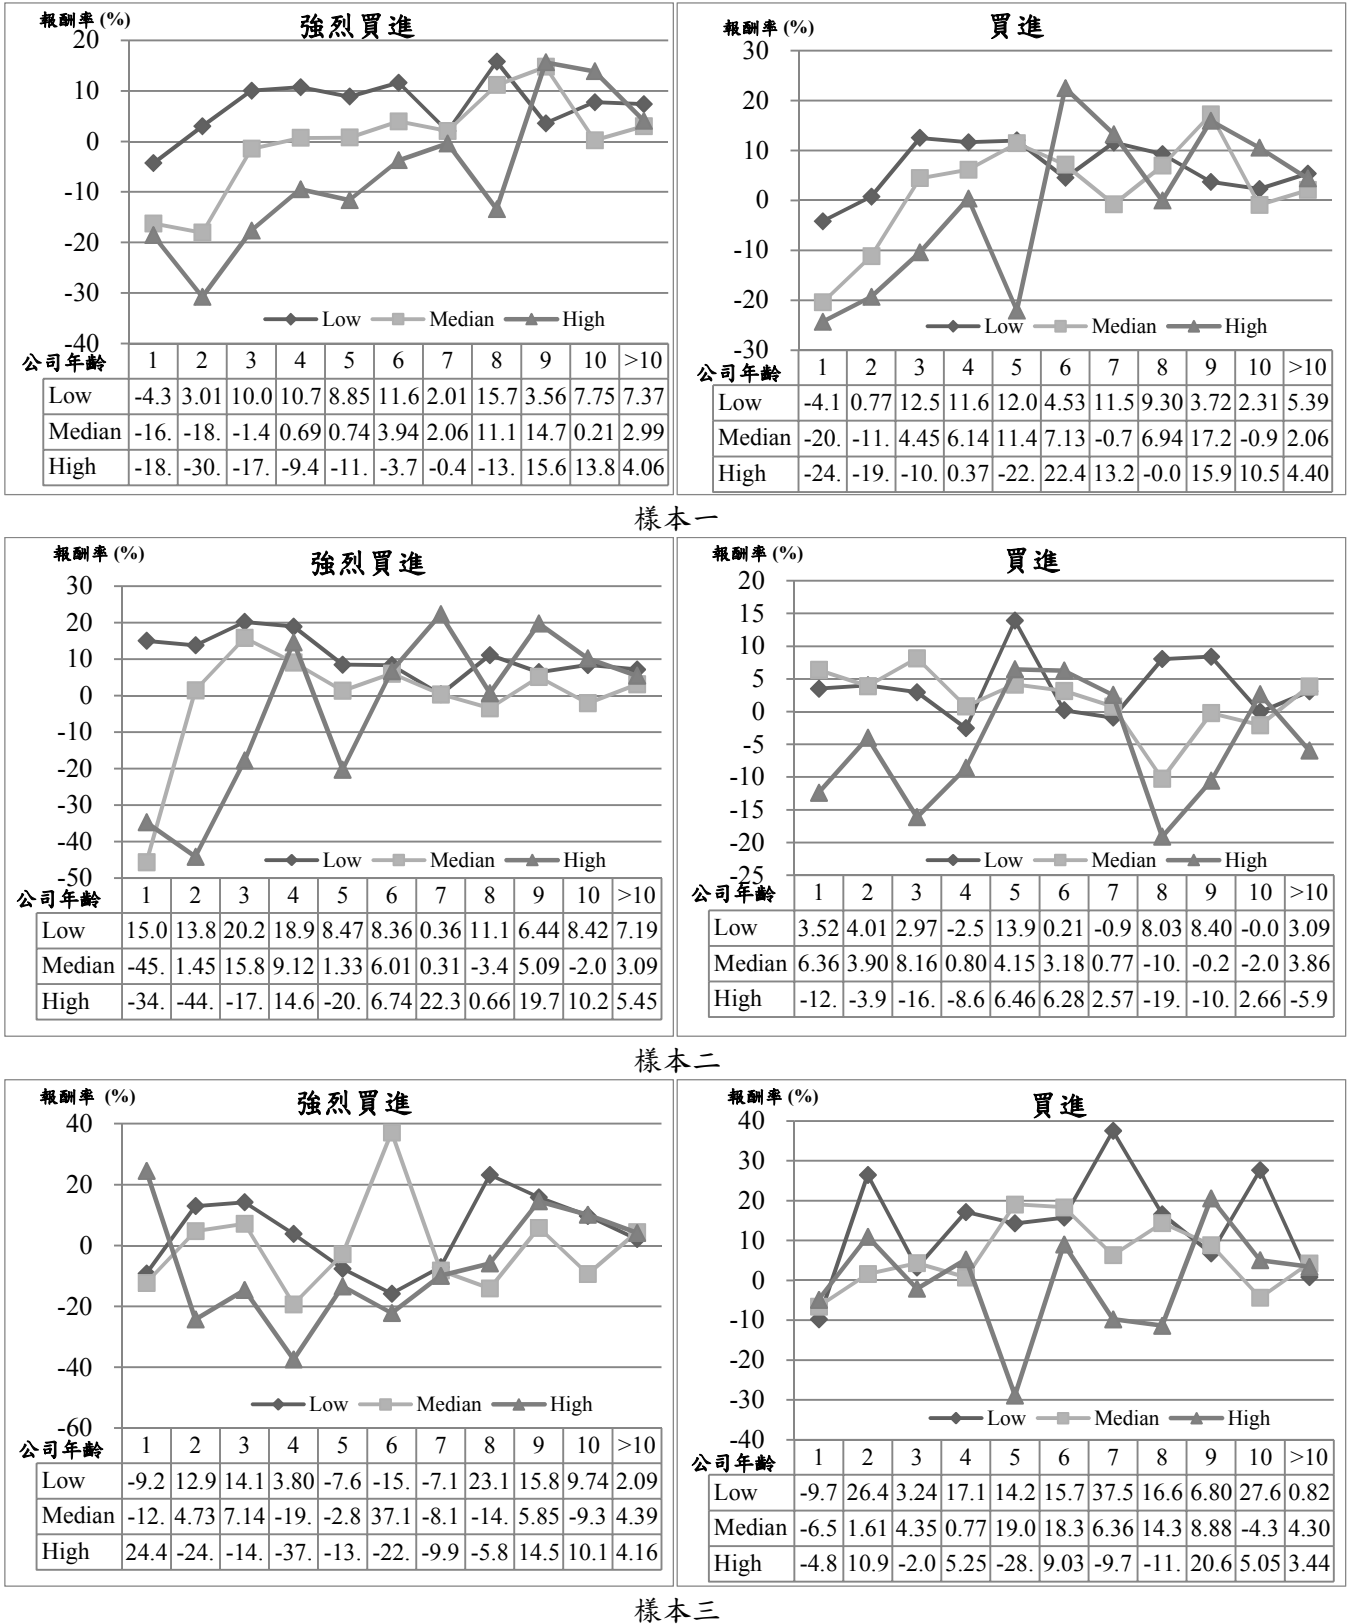 報酬率 (%)
強烈買進
20
10
0
-10
-20
-30
-40
Low Median High
公司年齡 1 2 3 4 5 6 7 8 9 10 >10
Low -4.3 3.01 10.0 10.7 8.85 11.6 2.01 15.7 3.56 7.75 7.37
Median -16. -18. -1.4 0.69 0.74 3.94 2.06 11.1 14.7 0.21 2.99
High -18. -30. -17. -9.4 -11. -3.7 -0.4 -13. 15.6 13.8 4.06
報酬率 (%)
買進
30
20
10
0
-10
-20
-30
Low Median High
公司年齡 1 2 3 4 5 6 7 8 9 10 >10
Low -4.1 0.77 12.5 11.6 12.0 4.53 11.5 9.30 3.72 2.31 5.39
Median -20. -11. 4.45 6.14 11.4 7.13 -0.7 6.94 17.2 -0.9 2.06
High -24. -19. -10. 0.37 -22. 22.4 13.2 -0.0 15.9 10.5 4.40
樣本一
報酬率 (%)
強烈買進
30
20
10
0
-10
-20
-30
-40
-50
Low Median High
公司年齡 1 2 3 4 5 6 7 8 9 10 >10
Low 15.0 13.8 20.2 18.9 8.47 8.36 0.36 11.1 6.44 8.42 7.19
Median -45. 1.45 15.8 9.12 1.33 6.01 0.31 -3.4 5.09 -2.0 3.09
High -34. -44. -17. 14.6 -20. 6.74 22.3 0.66 19.7 10.2 5.45
報酬率 (%)
買進
20
15
10
5
0
-5
-10
-15
-20
-25
Low Median High
公司年齡 1 2 3 4 5 6 7 8 9 10 >10
Low 3.52 4.01 2.97 -2.5 13.9 0.21 -0.9 8.03 8.40 -0.0 3.09
Median 6.36 3.90 8.16 0.80 4.15 3.18 0.77 -10. -0.2 -2.0 3.86
High -12. -3.9 -16. -8.6 6.46 6.28 2.57 -19. -10. 2.66 -5.9
樣本二
報酬率 (%)
強烈買進
40
20
0
-20
-40
-60
Low Median High
公司年齡 1 2 3 4 5 6 7 8 9 10 >10
Low -9.2 12.9 14.1 3.80 -7.6 -15. -7.1 23.1 15.8 9.74 2.09
Median -12. 4.73 7.14 -19. -2.8 37.1 -8.1 -14. 5.85 -9.3 4.39
High 24.4 -24. -14. -37. -13. -22. -9.9 -5.8 14.5 10.1 4.16
報酬率 (%)
買進
40
30
20
10
0
-10
-20
-30
-40
Low Median High
公司年齡 1 2 3 4 5 6 7 8 9 10 >10
Low -9.7 26.4 3.24 17.1 14.2 15.7 37.5 16.6 6.80 27.6 0.82
Median -6.5 1.61 4.35 0.77 19.0 18.3 6.36 14.3 8.88 -4.3 4.30
High -4.8 10.9 -2.0 5.25 -28. 9.03 -9.7 -11. 20.6 5.05 3.44
樣本三